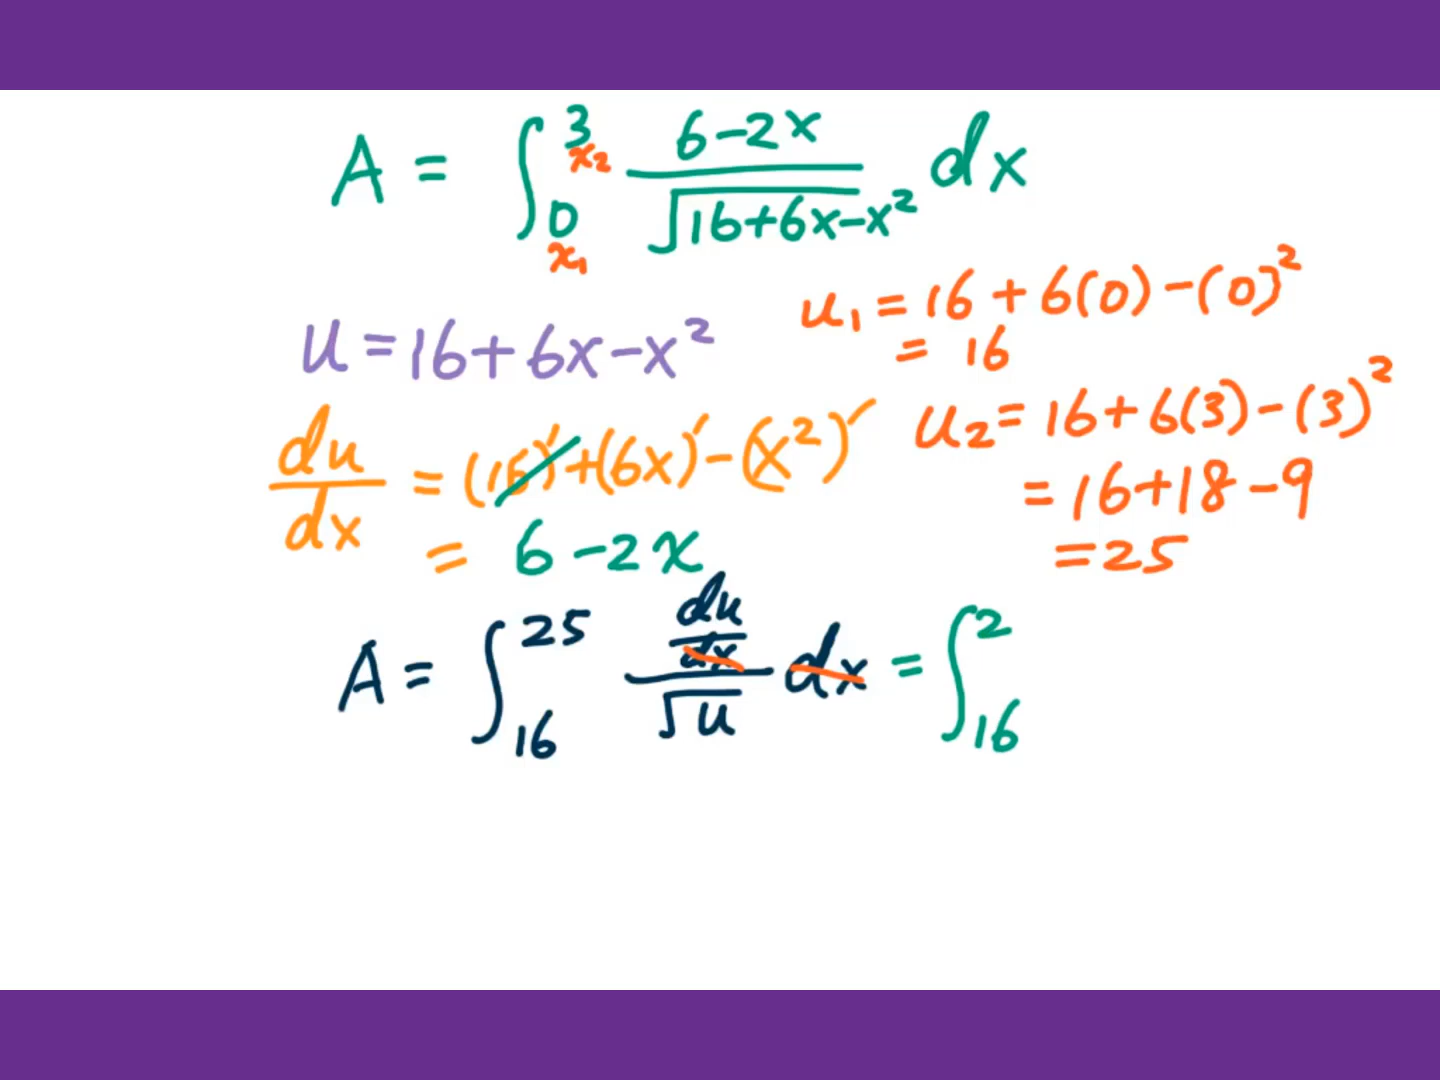 A = ∫₀³ (6-2x)/√(16+6x-x²) dx
x₂
x₁
u = 16+6x-x²
du/dx = (16)′+(6x)′-(x²)′
= 6-2x
u₁ = 16+6(0)-(0)²
= 16
u₂ = 16+6(3)-(3)²
= 16+18-9
= 25
A = ∫₁₆²⁵ (du/dx)/√u dx = ∫₁₆²